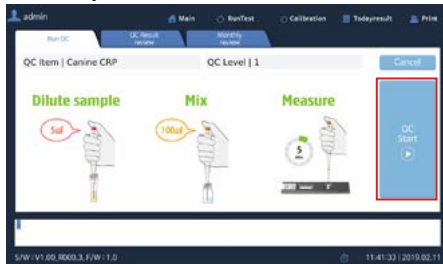 admin
Main
RunTest
Calibration
Todayresult
Print
Run QC
QC Result review
Monthly review
QC Item | Canine CRP
QC Level | 1
Cancel
Dilute sample
Mix
Measure
5ul
100ul
5
QC Start
S/W : V1.00_R000.3, F/W : 1.0
11:41:33 | 2019.02.11